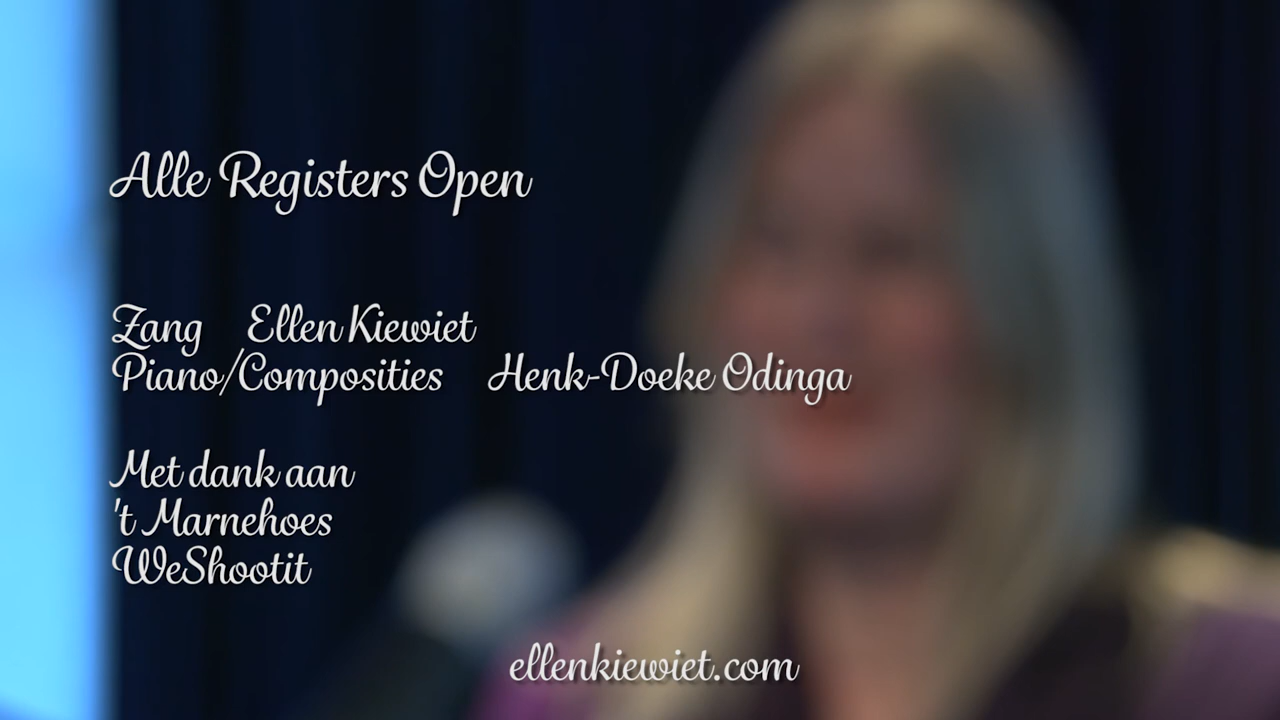 Alle Registers Open
Zang Ellen Kiewiet
Piano/Composities Henk-Doeke Odinga
Met dank aan
't Marnehoes
WeShootit
ellenkiewiet.com